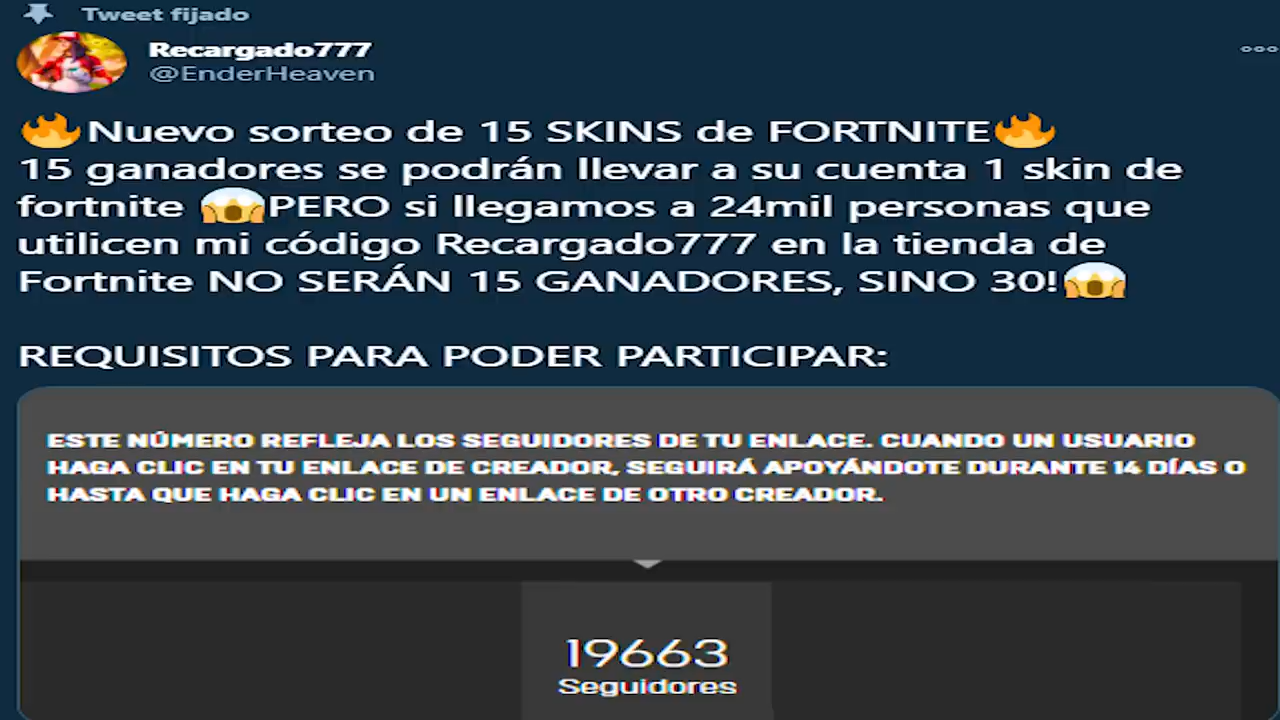 Tweet fijado
Recargado777
@EnderHeaven
🔥Nuevo sorteo de 15 SKINS de FORTNITE🔥
15 ganadores se podrán llevar a su cuenta 1 skin de
fortnite 😱PERO si llegamos a 24mil personas que
utilicen mi código Recargado777 en la tienda de
Fortnite NO SERÁN 15 GANADORES, SINO 30!😱
REQUISITOS PARA PODER PARTICIPAR:
ESTE NÚMERO REFLEJA LOS SEGUIDORES DE TU ENLACE. CUANDO UN USUARIO
HAGA CLIC EN TU ENLACE DE CREADOR, SEGUIRÁ APOYÁNDOTE DURANTE 14 DÍAS O
HASTA QUE HAGA CLIC EN UN ENLACE DE OTRO CREADOR.
19663
Seguidores